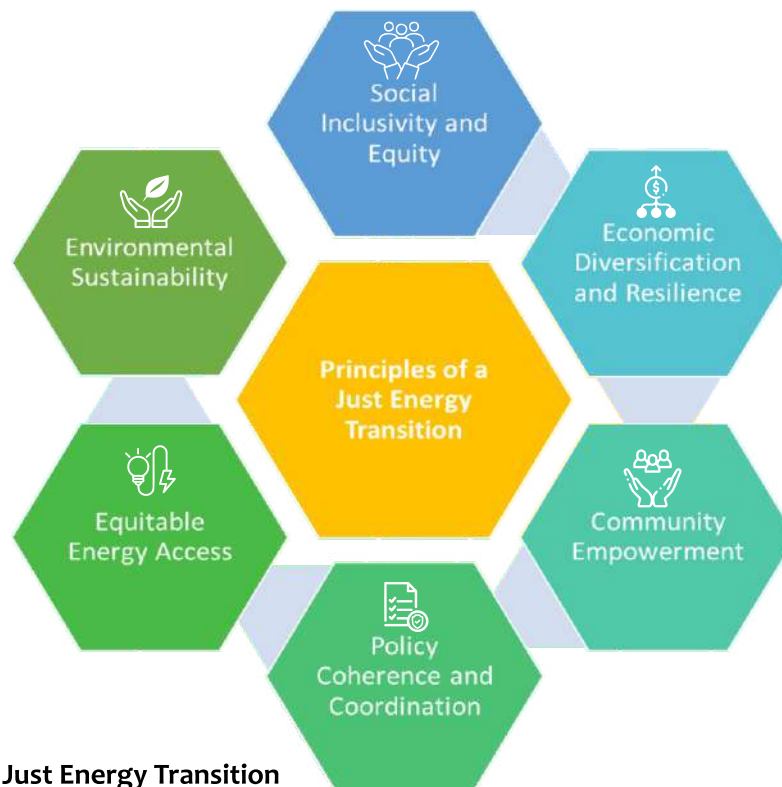 Social
Inclusivity and
Equity
Economic
Diversification
and Resilience
Community
Empowerment
Policy
Coherence and
Coordination
Equitable
Energy Access
Environmental
Sustainability
Principles of a
Just Energy
Transition
Just Energy Transition